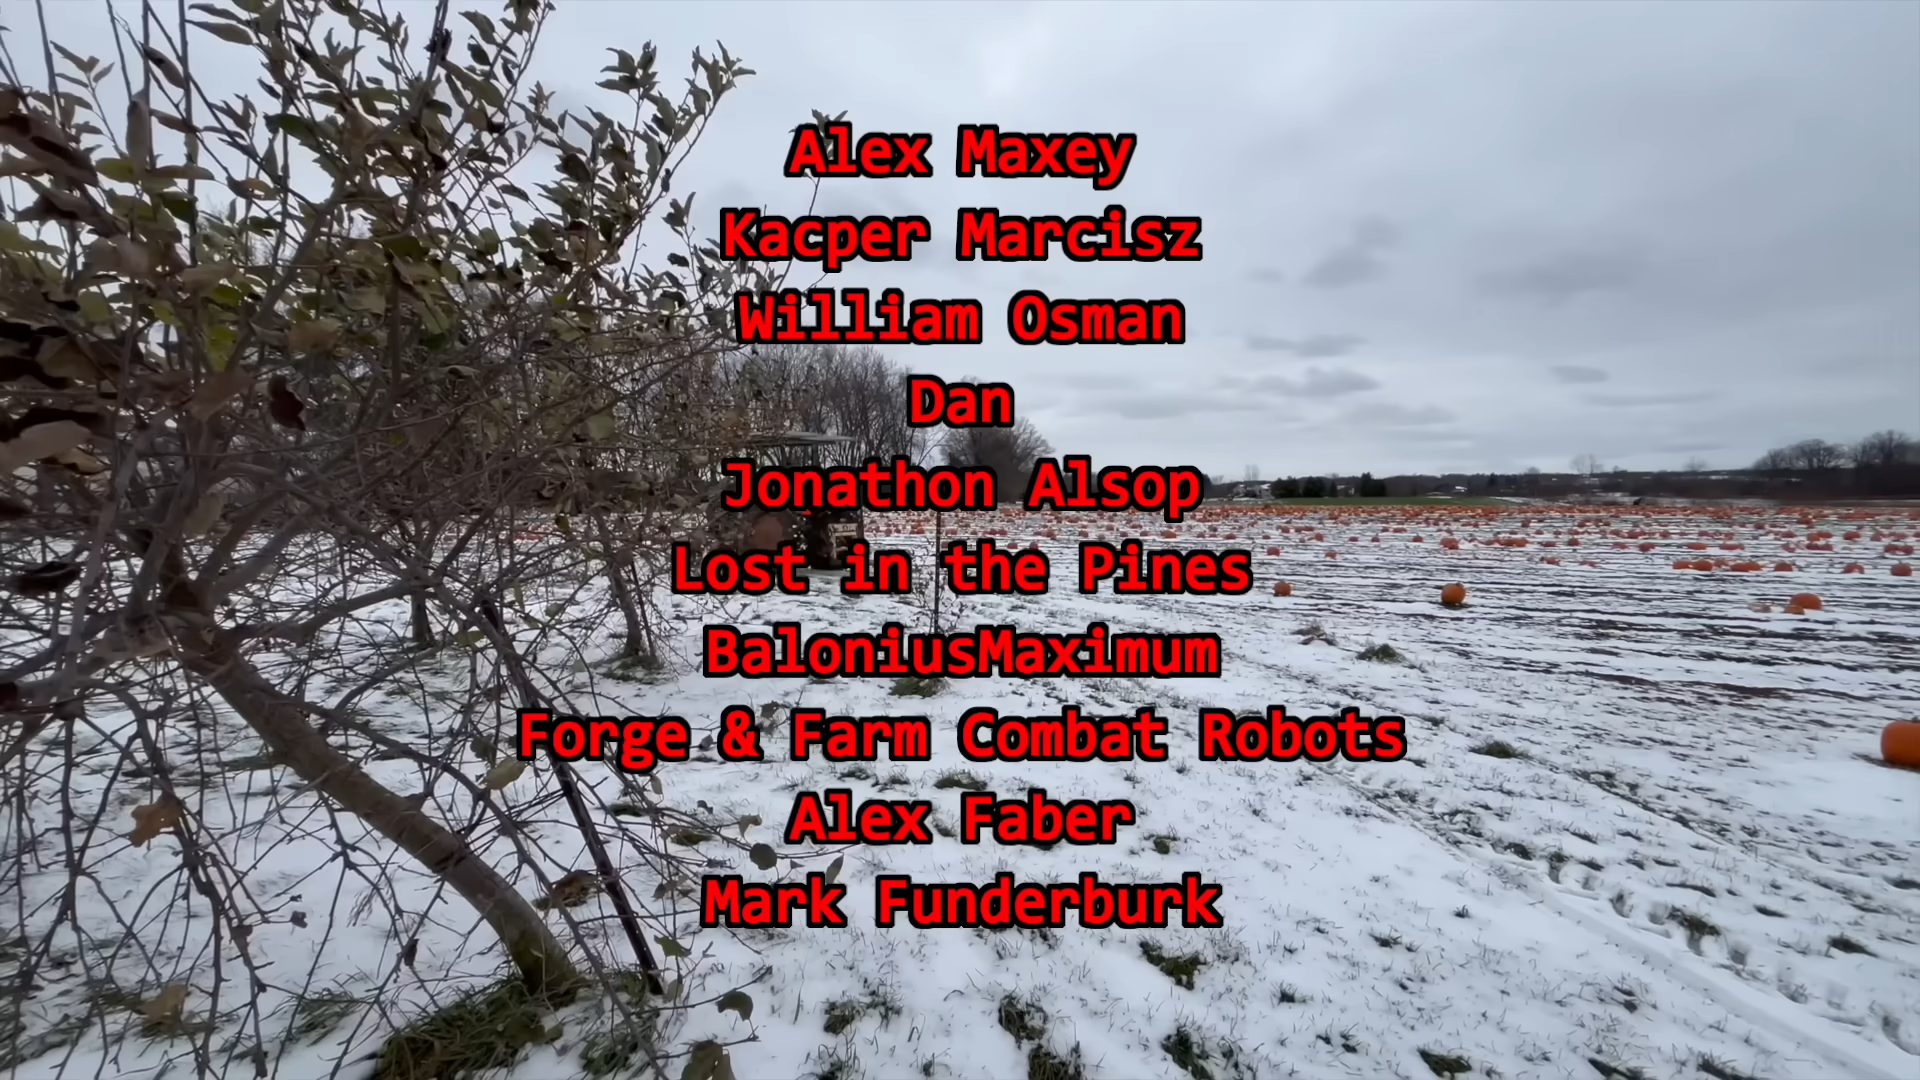 Alex Maxey
Kacper Marcisz
William Osman
Dan
Jonathon Alsop
Lost in the Pines
BaloniusMaximum
Forge & Farm Combat Robots
Alex Faber
Mark Funderburk